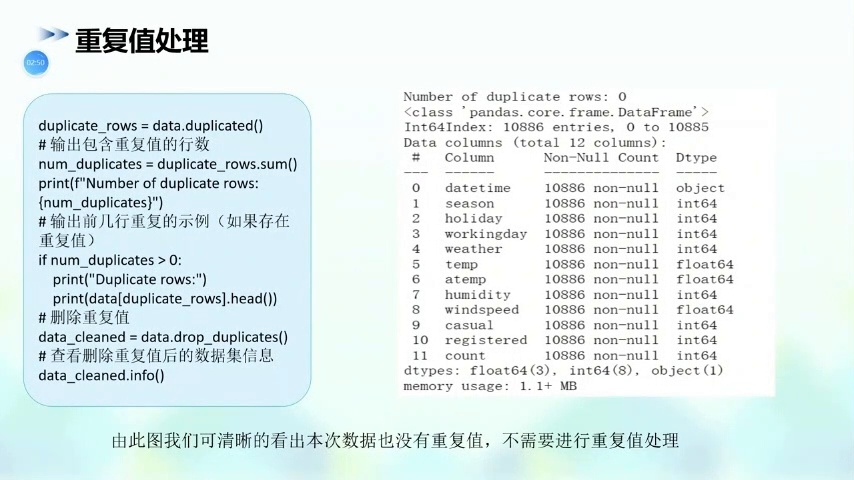 重复值处理
02:50
duplicate_rows = data.duplicated()
# 输出包含重复值的行数
num_duplicates = duplicate_rows.sum()
print(f"Number of duplicate rows:
{num_duplicates}")
# 输出前几行重复的示例（如果存在
重复值）
if num_duplicates > 0:
    print("Duplicate rows:")
    print(data[duplicate_rows].head())
# 删除重复值
data_cleaned = data.drop_duplicates()
# 查看删除重复值后的数据集信息
data_cleaned.info()
Number of duplicate rows: 0
<class 'pandas.core.frame.DataFrame'>
Int64Index: 10886 entries, 0 to 10885
Data columns (total 12 columns):
 #   Column      Non-Null Count  Dtype
---  ------      --------------  -----
 0   datetime    10886 non-null  object
 1   season      10886 non-null  int64
 2   holiday     10886 non-null  int64
 3   workingday  10886 non-null  int64
 4   weather     10886 non-null  int64
 5   temp        10886 non-null  float64
 6   atemp       10886 non-null  float64
 7   humidity    10886 non-null  int64
 8   windspeed   10886 non-null  float64
 9   casual      10886 non-null  int64
 10  registered  10886 non-null  int64
 11  count       10886 non-null  int64
dtypes: float64(3), int64(8), object(1)
memory usage: 1.1+ MB
由此图我们可清晰的看出本次数据也没有重复值，不需要进行重复值处理